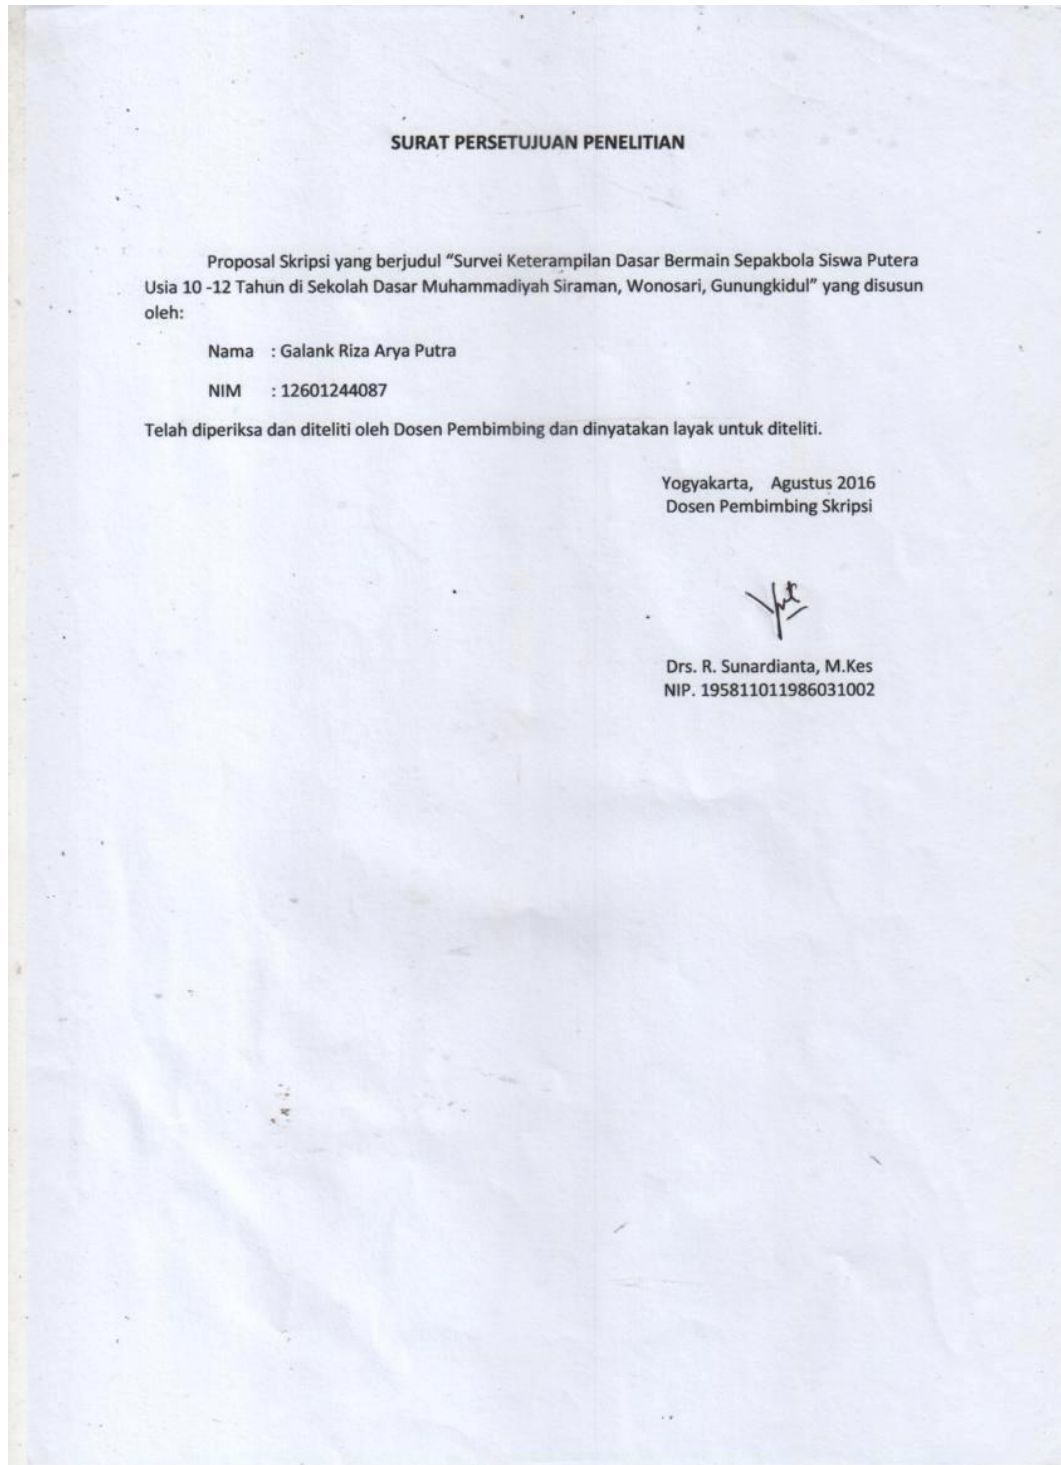 SURAT PERSETUJUAN PENELITIAN
Proposal Skripsi yang berjudul “Survei Keterampilan Dasar Bermain Sepakbola Siswa Putera
Usia 10 -12 Tahun di Sekolah Dasar Muhammadiyah Siraman, Wonosari, Gunungkidul” yang disusun
oleh:
Nama : Galank Riza Arya Putra
NIM : 12601244087
Telah diperiksa dan diteliti oleh Dosen Pembimbing dan dinyatakan layak untuk diteliti.
Yogyakarta, Agustus 2016
Dosen Pembimbing Skripsi
Drs. R. Sunardianta, M.Kes
NIP. 195811011986031002